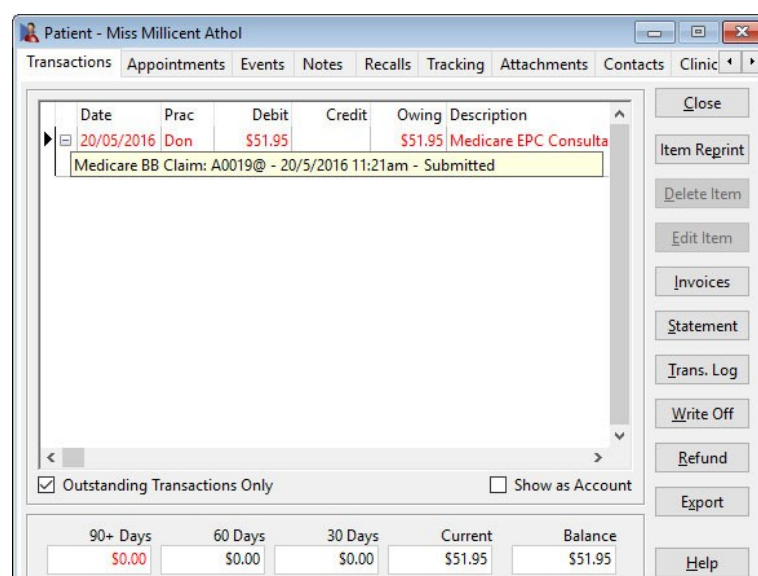 Patient - Miss Millicent Athol
Transactions Appointments Events Notes Recalls Tracking Attachments Contacts Clinic
Date Prac Debit Credit Owing Description
20/05/2016 Don $51.95 $51.95 Medicare EPC Consulta
Medicare BB Claim: A0019@ - 20/5/2016 11:21am - Submitted
Outstanding Transactions Only Show as Account
90+ Days 60 Days 30 Days Current Balance
$0.00 $0.00 $0.00 $51.95 $51.95
Close
Item Reprint
Delete Item
Edit Item
Invoices
Statement
Trans. Log
Write Off
Refund
Export
Help